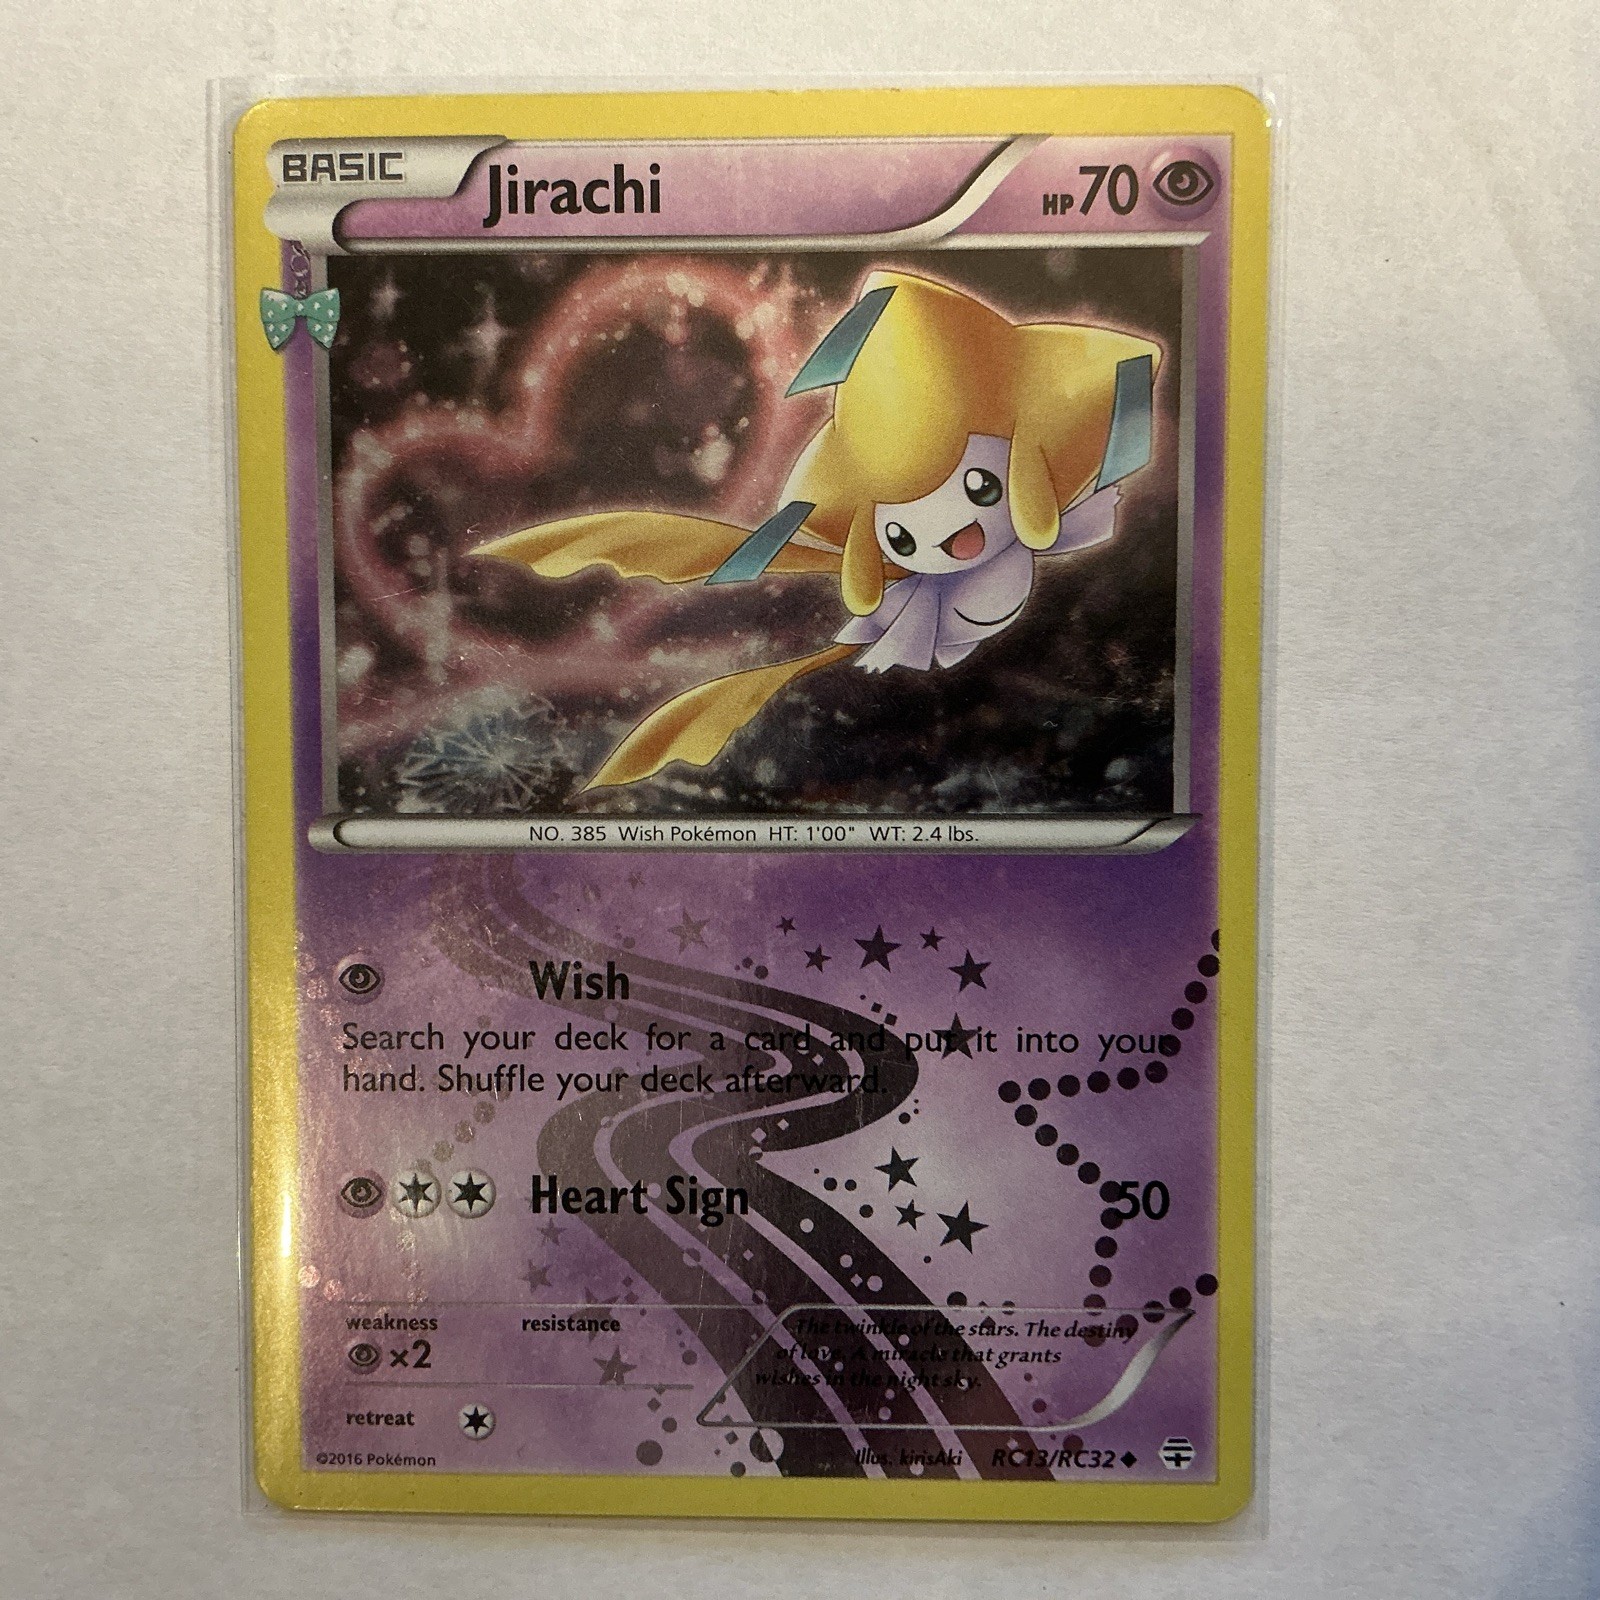 BASIC
Jirachi
HP70
NO. 385 Wish Pokémon HT: 1'00" WT: 2.4 lbs.
Wish
Search your deck for a card and put it into your
hand. Shuffle your deck afterward.
Heart Sign 50
weakness resistance
×2
The twinkle of the stars. The destiny
of love. A miracle that grants
wishes in the night sky.
retreat
©2016 Pokémon
Illus. kirisAki RC13/RC32